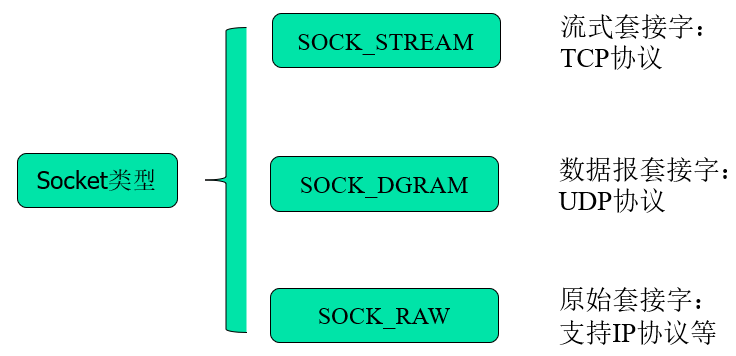 SOCK_STREAM
流式套接字：
TCP协议
Socket类型
SOCK_DGRAM
数据报套接字：
UDP协议
SOCK_RAW
原始套接字：
支持IP协议等